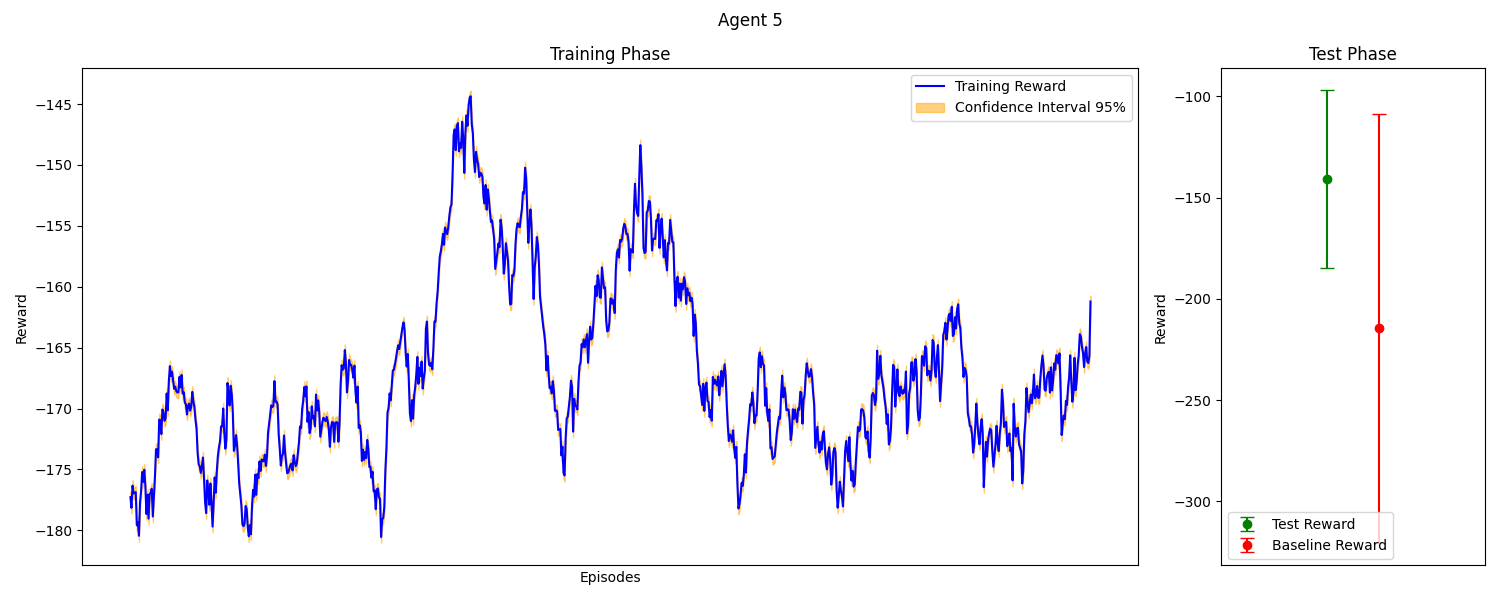 Agent 5
Training Phase
Reward
−145
−150
−155
−160
−165
−170
−175
−180
Training Reward
Confidence Interval 95%
Episodes
Test Phase
Reward
−100
−150
−200
−250
−300
Test Reward
Baseline Reward